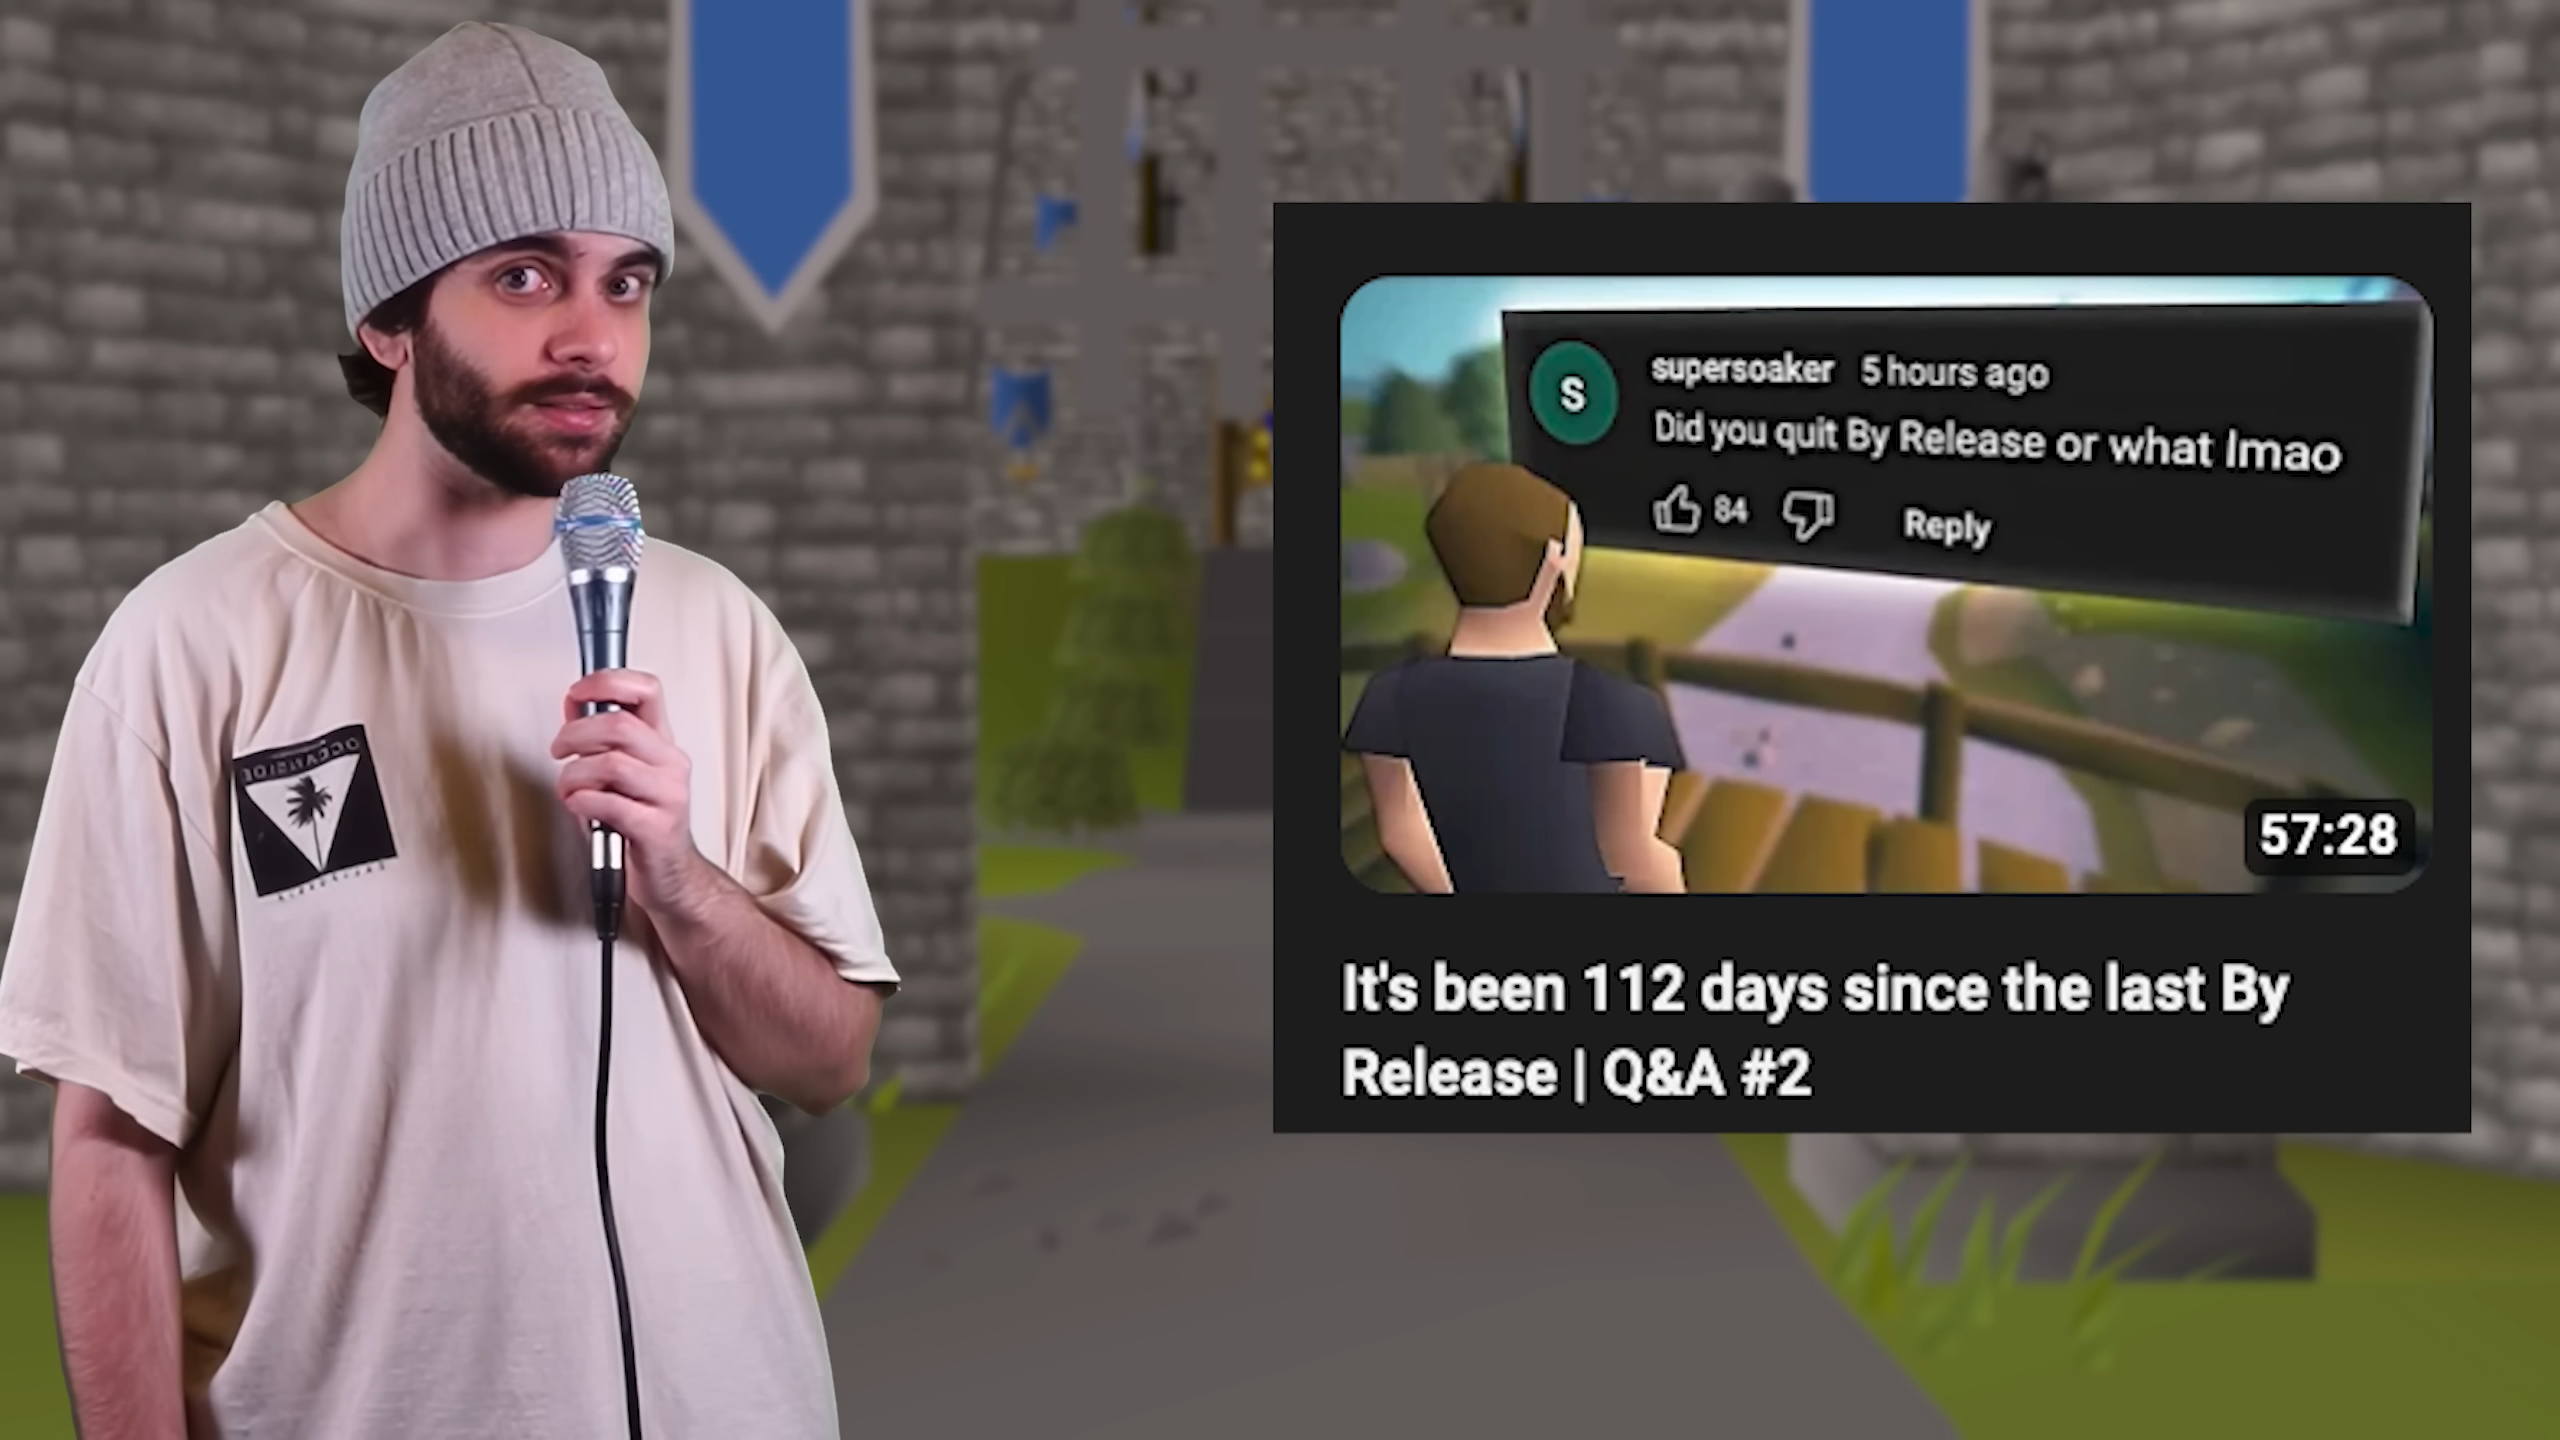 S
supersoaker 5 hours ago
Did you quit By Release or what lmao
84
Reply
57:28
It's been 112 days since the last By
Release | Q&A #2
OCEANSIDE